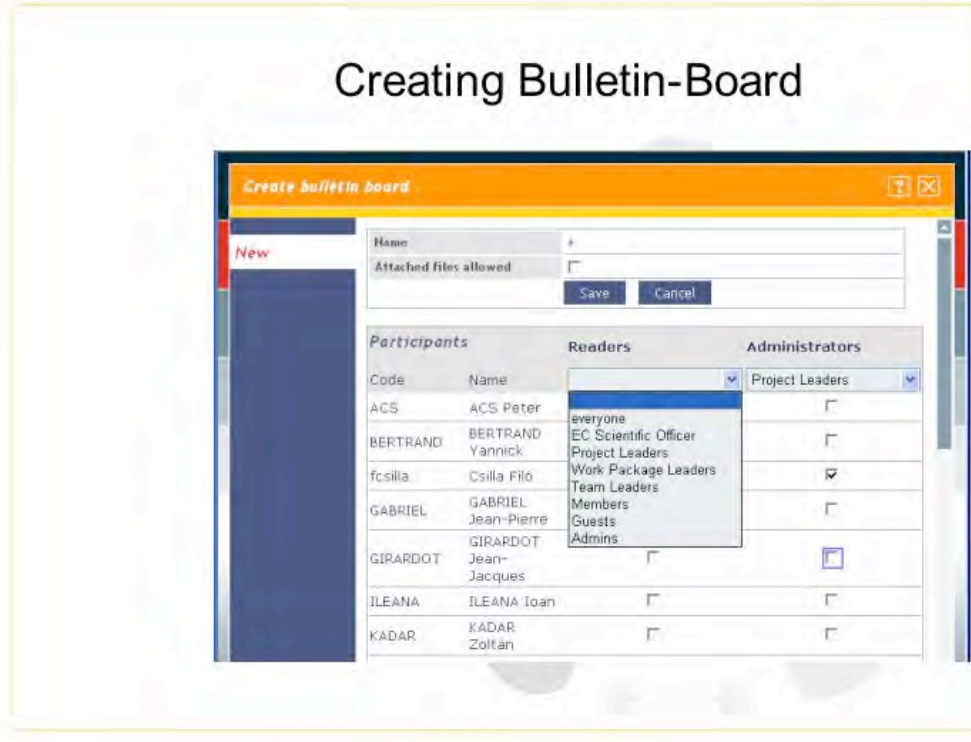 Creating Bulletin-Board
Create bulletin board
?
New
Name *
Attached files allowed
Save Cancel
Participants Readers Administrators
Code Name Project Leaders
ACS ACS Peter
everyone
EC Scientific Officer
Project Leaders
Work Package Leaders
Team Leaders
Members
Guests
Admins
BERTRAND BERTRAND
Yannick
fcsilla Csilla Filó
GABRIEL GABRIEL
Jean-Pierre
GIRARDOT GIRARDOT
Jean-
Jacques
ILEANA ILEANA Ioan
KADAR KADAR
Zoltán